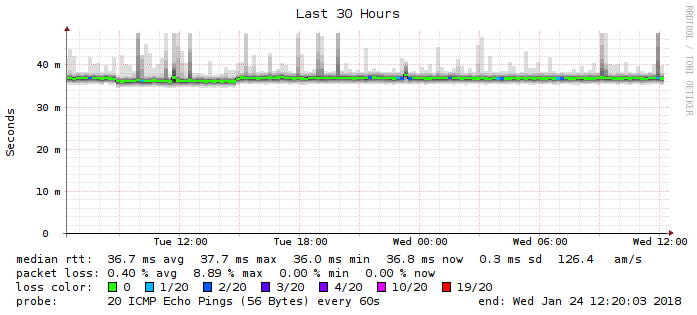 Last 30 Hours
RRDTOOL / TOBI OETIKER
Seconds
40 m
30 m
20 m
10 m
0
Tue 12:00 Tue 18:00 Wed 00:00 Wed 06:00 Wed 12:00
median rtt: 36.7 ms avg 37.7 ms max 36.0 ms min 36.8 ms now 0.3 ms sd 126.4 am/s
packet loss: 0.40 % avg 8.89 % max 0.00 % min 0.00 % now
loss color: 0 1/20 2/20 3/20 4/20 10/20 19/20
probe: 20 ICMP Echo Pings (56 Bytes) every 60s end: Wed Jan 24 12:20:03 2018